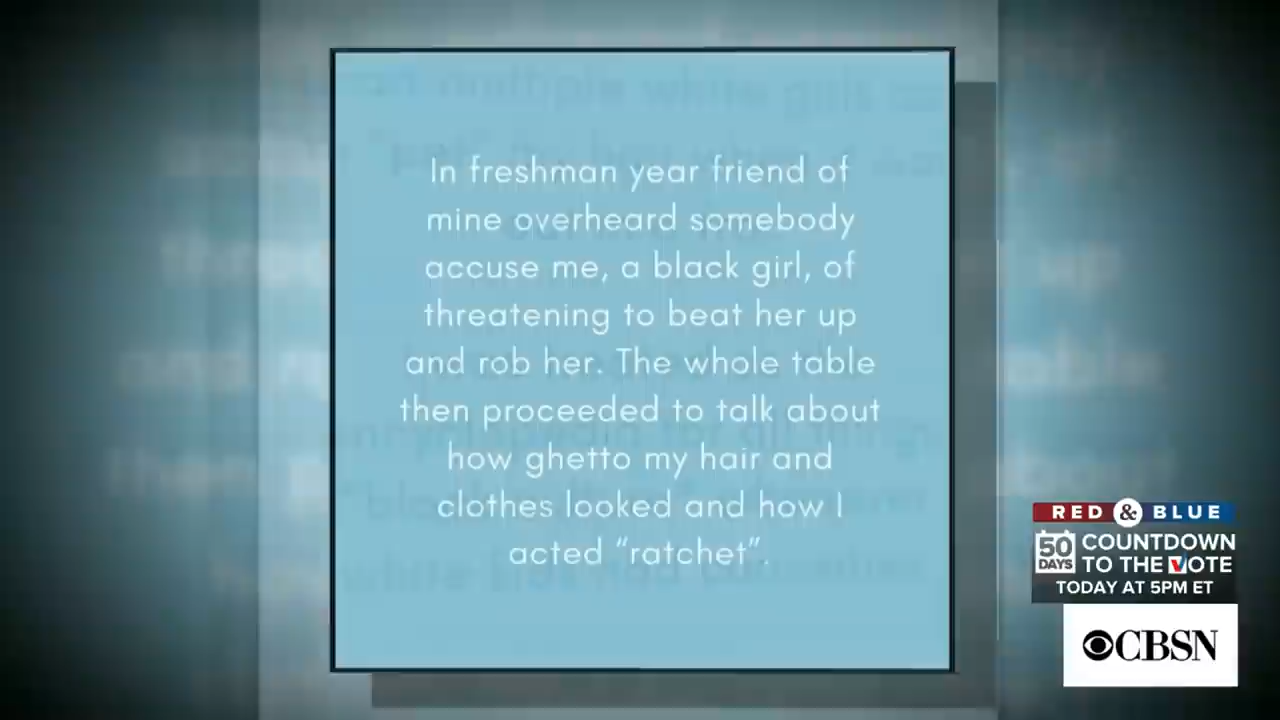 In freshman year friend of
mine overheard somebody
accuse me, a black girl, of
threatening to beat her up
and rob her. The whole table
then proceeded to talk about
how ghetto my hair and
clothes looked and how I
acted “ratchet”.
RED & BLUE
50 DAYS
COUNTDOWN
TO THE VOTE
TODAY AT 5PM ET
CBSN